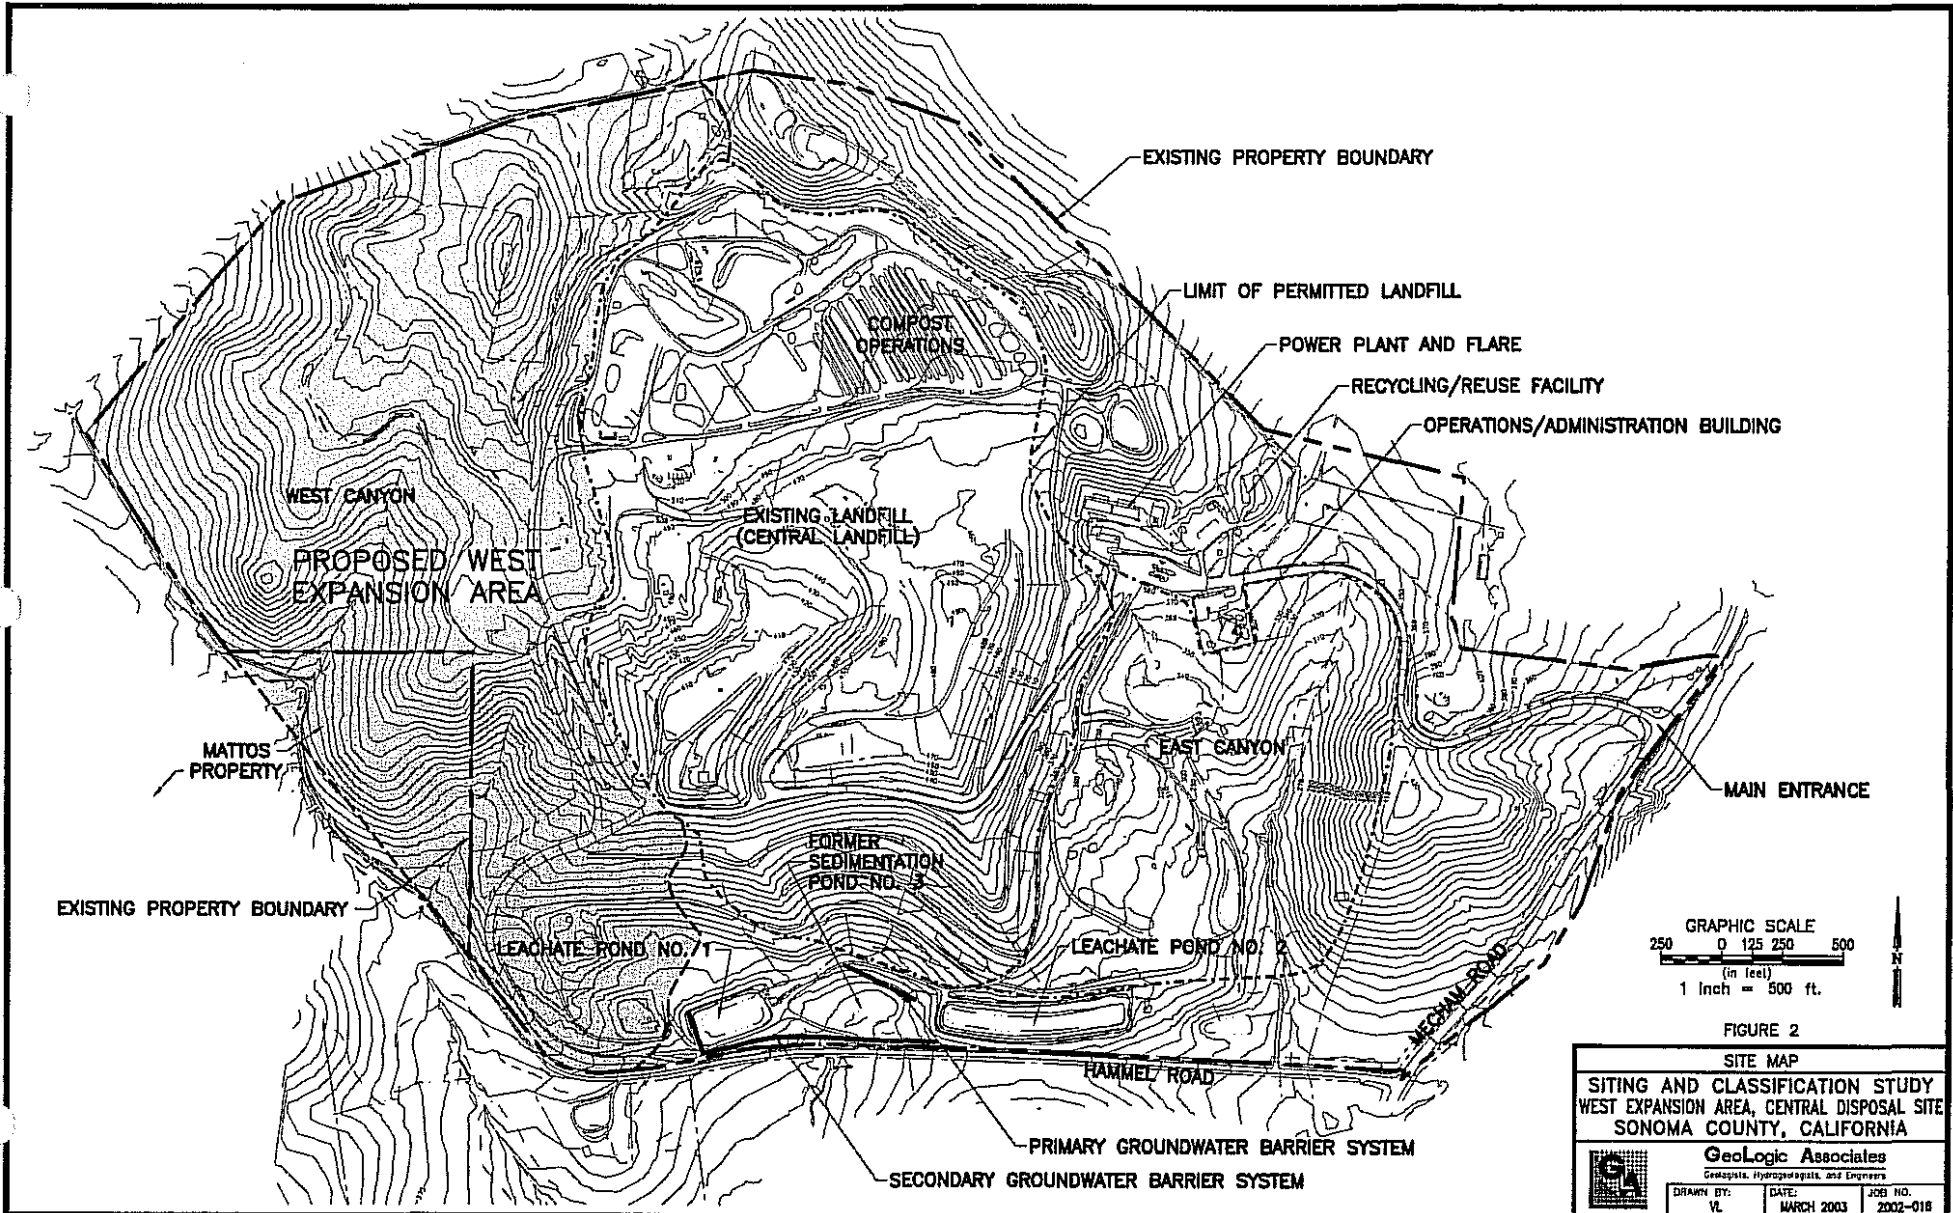 EXISTING PROPERTY BOUNDARY
LIMIT OF PERMITTED LANDFILL
COMPOST
OPERATIONS
POWER PLANT AND FLARE
RECYCLING/REUSE FACILITY
OPERATIONS/ADMINISTRATION BUILDING
WEST CANYON
EXISTING LANDFILL
(CENTRAL LANDFILL)
PROPOSED WEST
EXPANSION AREA
MATTOS
PROPERTY
EAST CANYON
MAIN ENTRANCE
FORMER
SEDIMENTATION
POND NO. 3
EXISTING PROPERTY BOUNDARY
LEACHATE POND NO. 1
LEACHATE POND NO. 2
MECHAM ROAD
HAMMEL ROAD
PRIMARY GROUNDWATER BARRIER SYSTEM
SECONDARY GROUNDWATER BARRIER SYSTEM
GRAPHIC SCALE
250 0 125 250 500
(in feet)
1 inch = 500 ft.
N
FIGURE 2
SITE MAP
SITING AND CLASSIFICATION STUDY
WEST EXPANSION AREA, CENTRAL DISPOSAL SITE
SONOMA COUNTY, CALIFORNIA
GA
GeoLogic Associates
Geologists, Hydrogeologists, and Engineers
DRAWN BY:
VL
DATE:
MARCH 2003
JOB NO.
2002-016